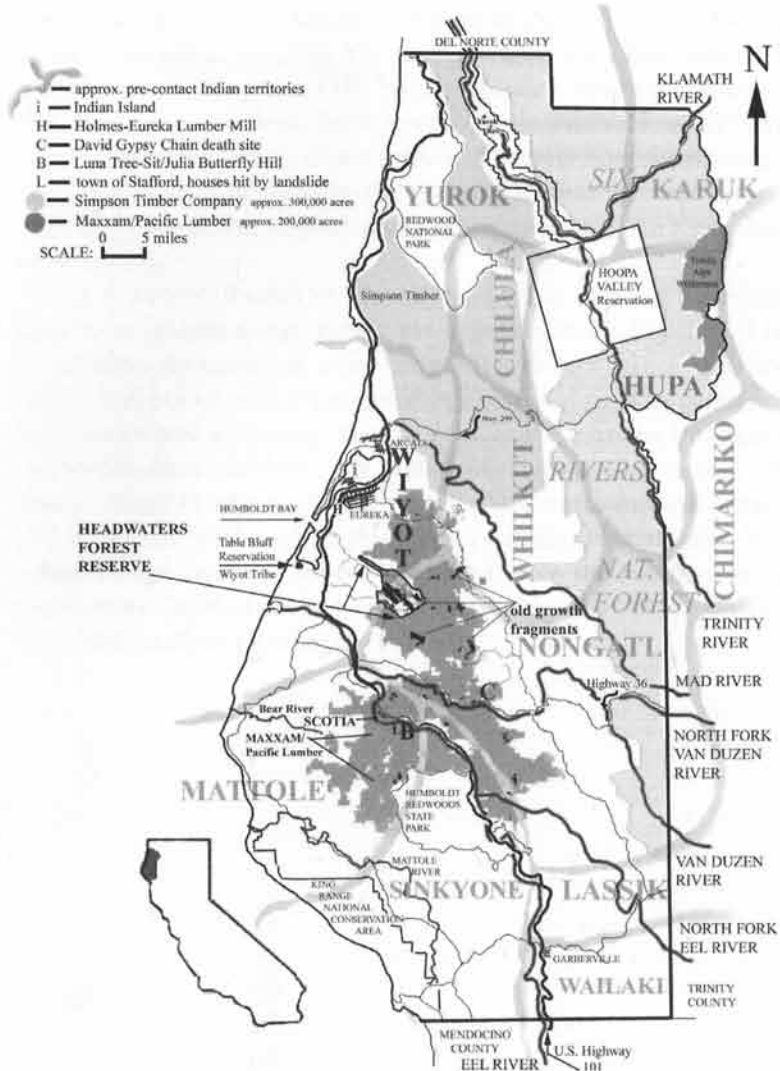 approx. pre-contact Indian territories
i Indian Island
H Holmes-Eureka Lumber Mill
C David Gypsy Chain death site
B Luna Tree-Sit/Julia Butterfly Hill
L town of Stafford, houses hit by landslide
Simpson Timber Company approx. 300,000 acres
Maxxam/Pacific Lumber approx. 200,000 acres
SCALE: 0 5 miles
DEL NORTE COUNTY
N
KLAMATH
RIVER
YUROK
SIX
KARUK
REDWOOD
NATIONAL
PARK
Simpson Timber
CHILULA
HOOPA
VALLEY
Reservation
Trinity
Alps
Wilderness
HUPA
Hwy. 299
ARCATA
i
WIYOT
WHILKUT
RIVERS
CHIMARIKO
HUMBOLDT BAY
H
EUREKA
HEADWATERS
FOREST
RESERVE
Table Bluff
Reservation
Wiyot Tribe
NAT.
FOREST
old growth
fragments
NONGATL
TRINITY
RIVER
C
Highway 36
MAD RIVER
Bear River
SCOTIA
MAXXAM/
Pacific Lumber
B
NORTH FORK
VAN DUZEN
RIVER
MATTOLE
HUMBOLDT
REDWOODS
STATE
PARK
MATTOLE
RIVER
VAN DUZEN
RIVER
KING
RANGE
NATIONAL
CONSERVATION
AREA
SINKYONE
LASSIK
NORTH FORK
EEL RIVER
GARBERVILLE
WAILAKI
TRINITY
COUNTY
MENDOCINO
COUNTY
EEL RIVER
U.S. Highway
101